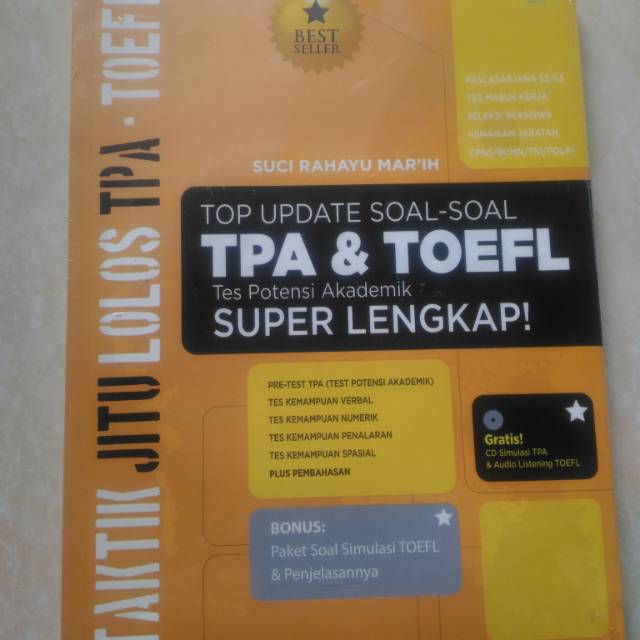 BEST
SELLER
PASCASARJANA S2/S3
TES MASUK KERJA
SELEKSI BEASISWA
KENAIKAN JABATAN
CPNS/BUMN/TNI/POLRI
SUCI RAHAYU MAR'IH
TAKTIK JITU LOLOS TPA · TOEFL
TOP UPDATE SOAL-SOAL
TPA & TOEFL
Tes Potensi Akademik
SUPER LENGKAP!
PRE-TEST TPA (TEST POTENSI AKADEMIK)
TES KEMAMPUAN VERBAL
TES KEMAMPUAN NUMERIK
TES KEMAMPUAN PENALARAN
TES KEMAMPUAN SPASIAL
PLUS PEMBAHASAN
Gratis!
CD Simulasi TPA
& Audio Listening TOEFL
BONUS:
Paket Soal Simulasi TOEFL
& Penjelasannya